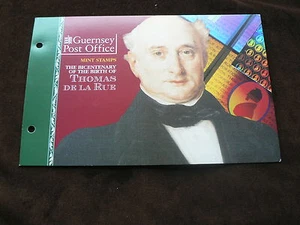 Guernsey
Post Office
MINT STAMPS
THE BICENTENARY
OF THE BIRTH OF
THOMAS
DE LA RUE